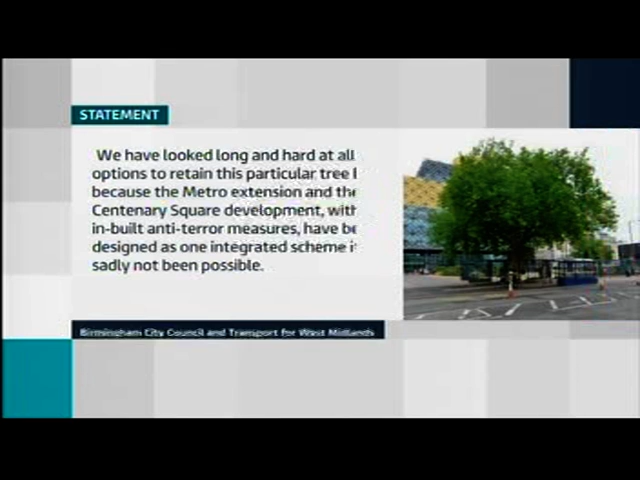 STATEMENT
We have looked long and hard at all
options to retain this particular tree
because the Metro extension and the
Centenary Square development, with
in-built anti-terror measures, have be
designed as one integrated scheme i
sadly not been possible.
Birmingham City Council and Transport for West Midlands